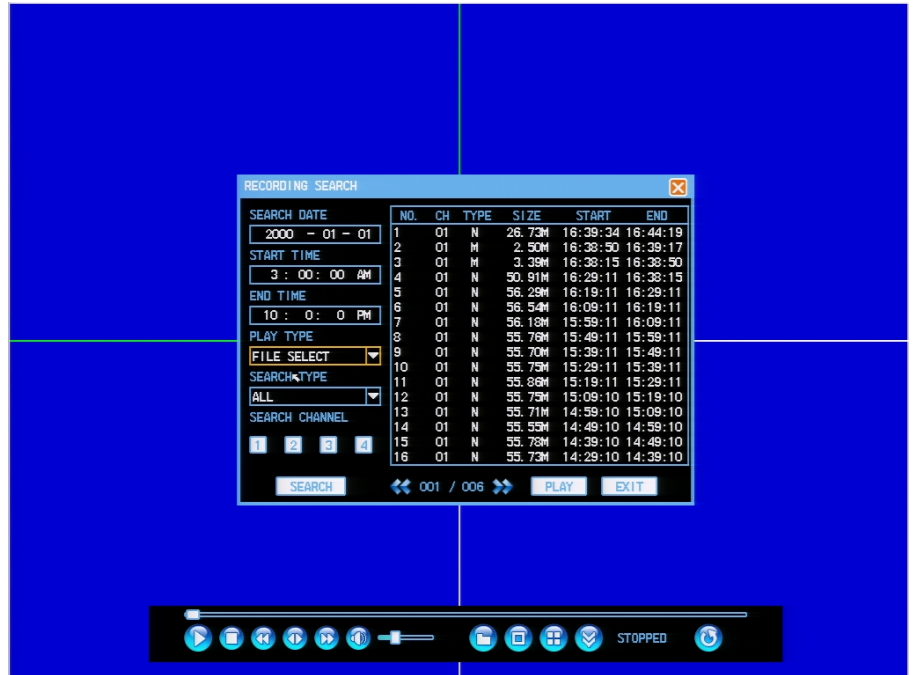 RECORDING SEARCH
SEARCH DATE
2000 - 01 - 01
START TIME
3 : 00: 00 AM
END TIME
10 : 0: 0 PM
PLAY TYPE
FILE SELECT
SEARCH TYPE
ALL
SEARCH CHANNEL
1 2 3 4
SEARCH
NO. CH TYPE SIZE START END
1 01 N 26.73M 16:39:34 16:44:19
2 01 M 2.50M 16:38:50 16:39:17
3 01 M 3.39M 16:38:15 16:38:50
4 01 N 50.91M 16:29:11 16:38:15
5 01 N 56.29M 16:19:11 16:29:11
6 01 N 56.54M 16:09:11 16:19:11
7 01 N 56.18M 15:59:11 16:09:11
8 01 N 55.76M 15:49:11 15:59:11
9 01 N 55.70M 15:39:11 15:49:11
10 01 N 55.75M 15:29:11 15:39:11
11 01 N 55.86M 15:19:11 15:29:11
12 01 N 55.75M 15:09:10 15:19:10
13 01 N 55.71M 14:59:10 15:09:10
14 01 N 55.55M 14:49:10 14:59:10
15 01 N 55.78M 14:39:10 14:49:10
16 01 N 55.73M 14:29:10 14:39:10
001 / 006
PLAY
EXIT
STOPPED